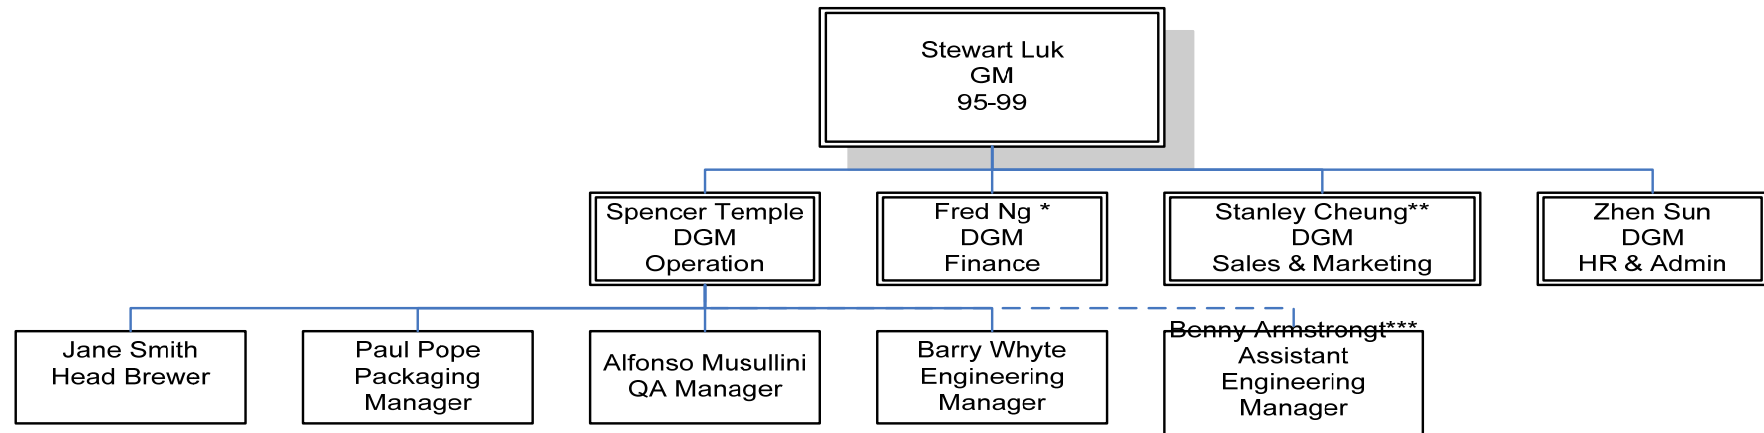 Stewart Luk
GM
95-99
Spencer Temple
DGM
Operation
Fred Ng *
DGM
Finance
Stanley Cheung**
DGM
Sales & Marketing
Zhen Sun
DGM
HR & Admin
Jane Smith
Head Brewer
Paul Pope
Packaging
Manager
Alfonso Musullini
QA Manager
Barry Whyte
Engineering
Manager
Benny Armstrongt***
Assistant
Engineering
Manager